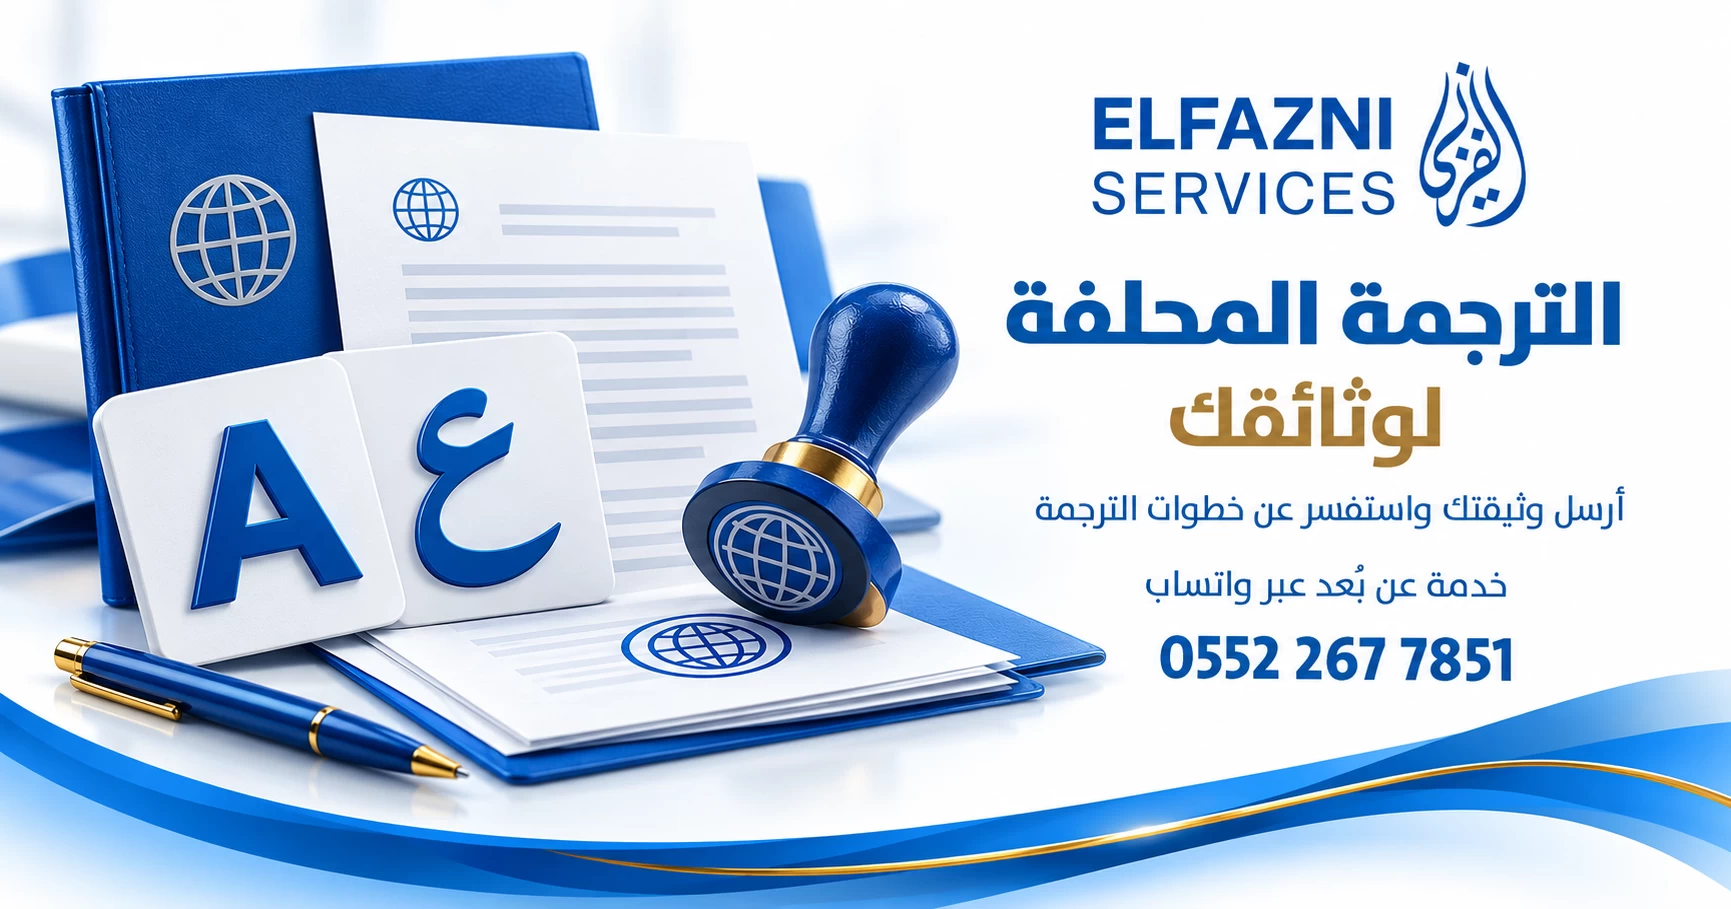 ELFAZNI
SERVICES
الفزني
الترجمة المحلفة
لوثائقك
أرسل وثيقتك واستفسر عن خطوات الترجمة
خدمة عن بُعد عبر واتساب
0552 267 7851
A
ع